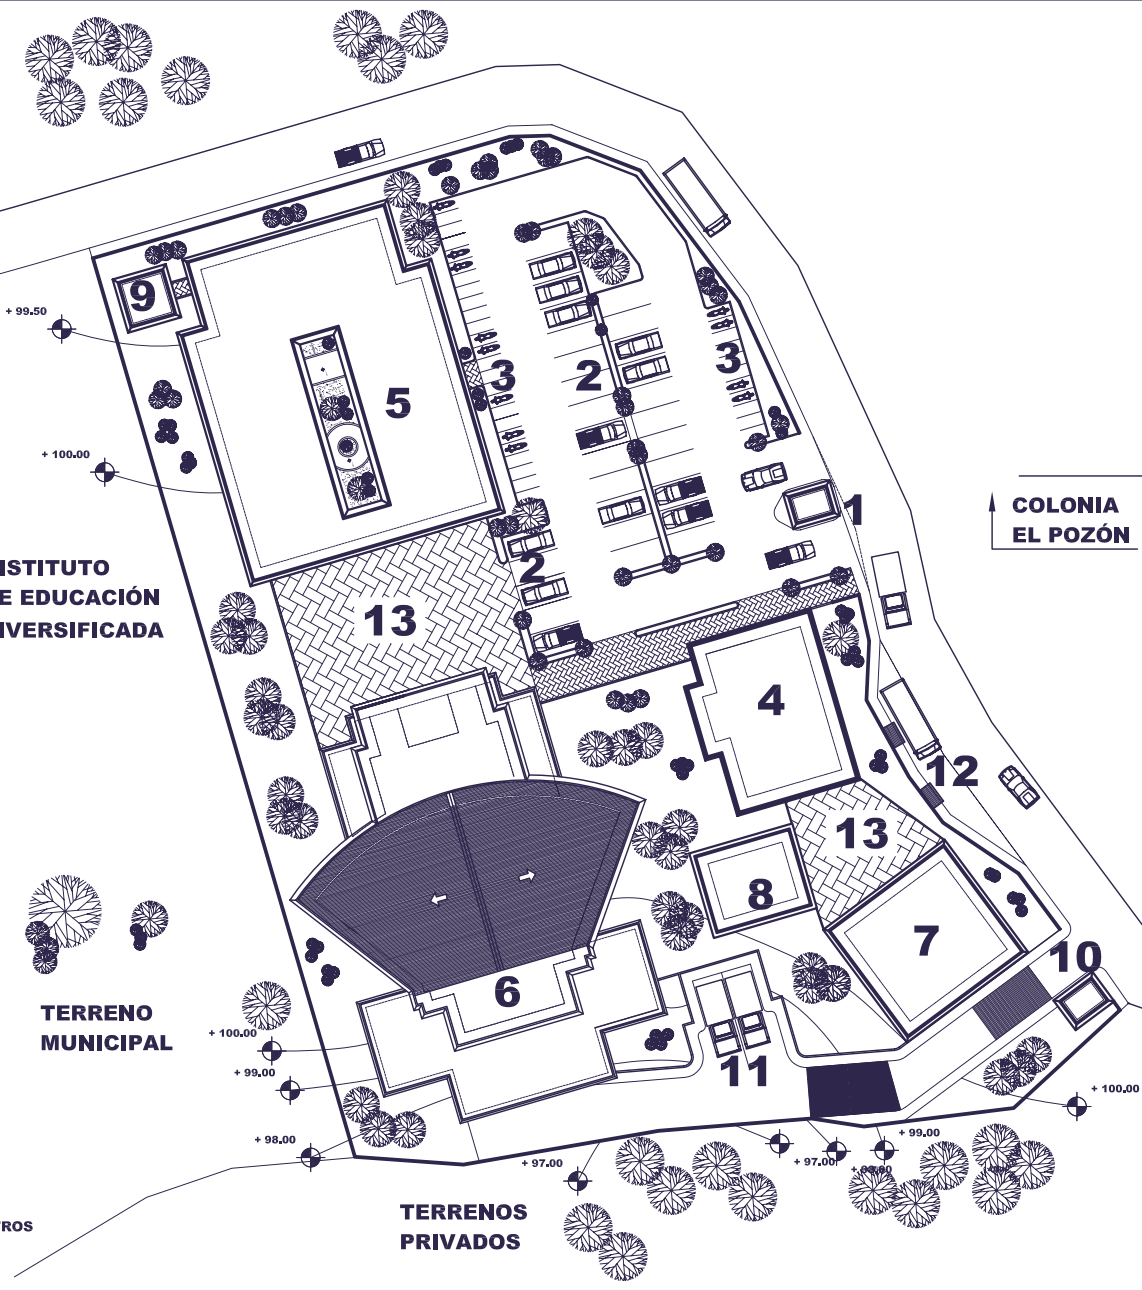 9
+ 99.50
3
2
3
5
+ 100.00
1
COLONIA
EL POZÓN
2
NSTITUTO
E EDUCACIÓN
IVERSIFICADA
13
4
12
13
8
7
10
6
TERRENO
MUNICIPAL
+ 100.00
+ 99.00
11
+ 100.00
+ 98.00
+ 97.00
+ 97.00
+ 99.00
TERRENOS
PRIVADOS
TROS